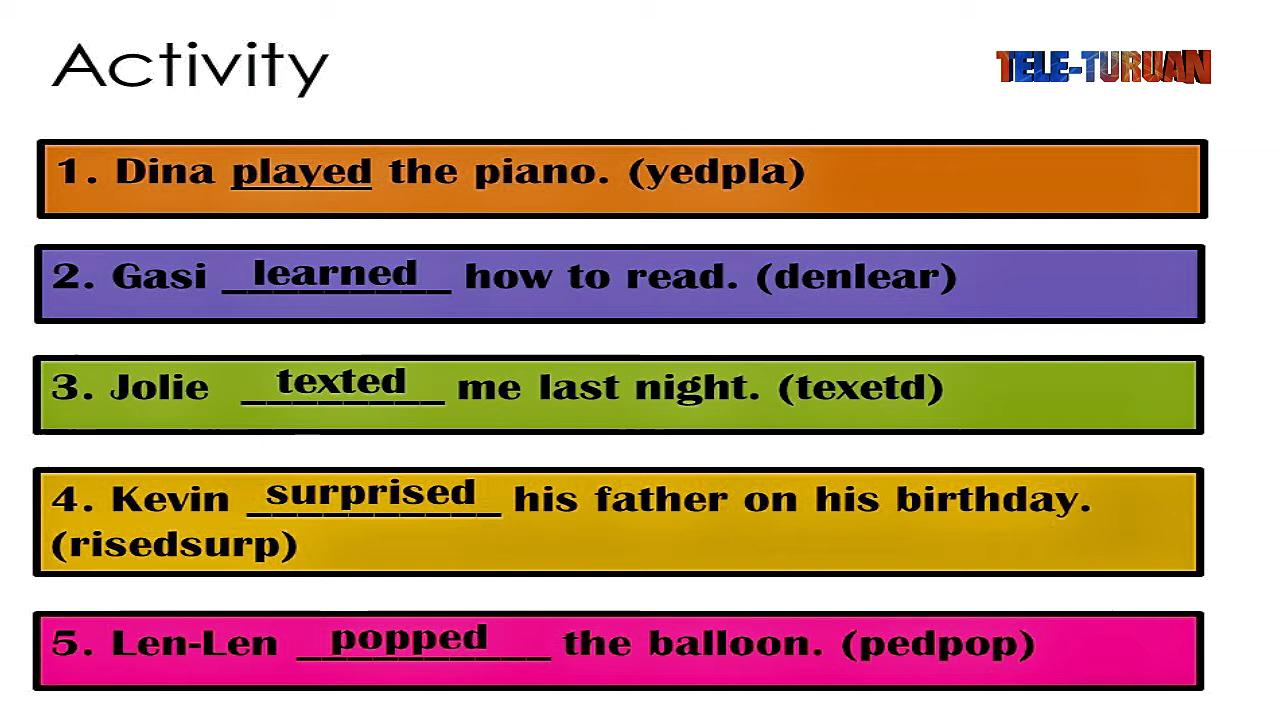 Activity
TELE-TURUAN
1. Dina played the piano. (yedpla)
2. Gasi learned how to read. (denlear)
3. Jolie texted me last night. (texetd)
4. Kevin surprised his father on his birthday.
(risedsurp)
5. Len-Len popped the balloon. (pedpop)